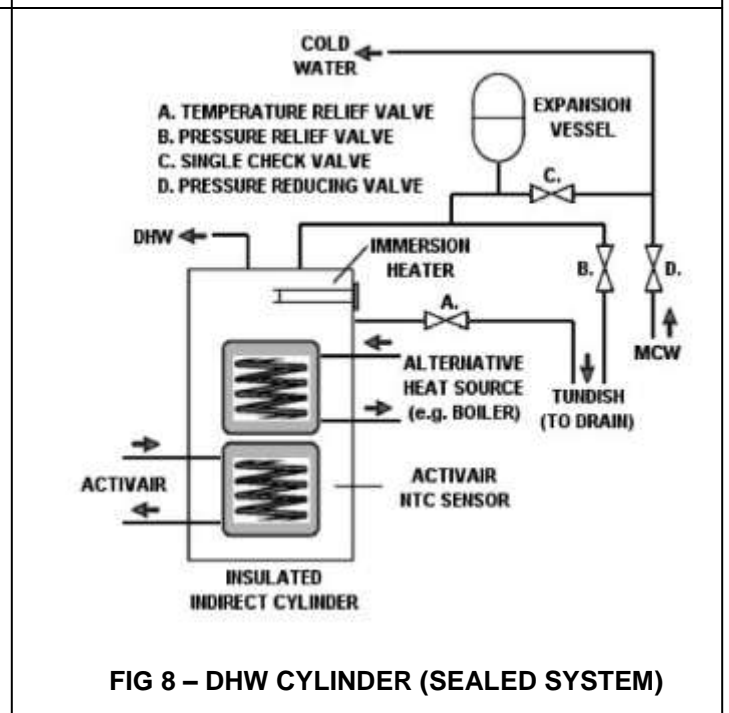 COLD
WATER
A. TEMPERATURE RELIEF VALVE
B. PRESSURE RELIEF VALVE
C. SINGLE CHECK VALVE
D. PRESSURE REDUCING VALVE
EXPANSION
VESSEL
C.
DHW
IMMERSION
HEATER
B.
D.
A.
MCW
ALTERNATIVE
HEAT SOURCE
(e.g. BOILER)
TUNDISH
(TO DRAIN)
ACTIVAIR
ACTIVAIR
NTC SENSOR
INSULATED
INDIRECT CYLINDER
FIG 8 – DHW CYLINDER (SEALED SYSTEM)